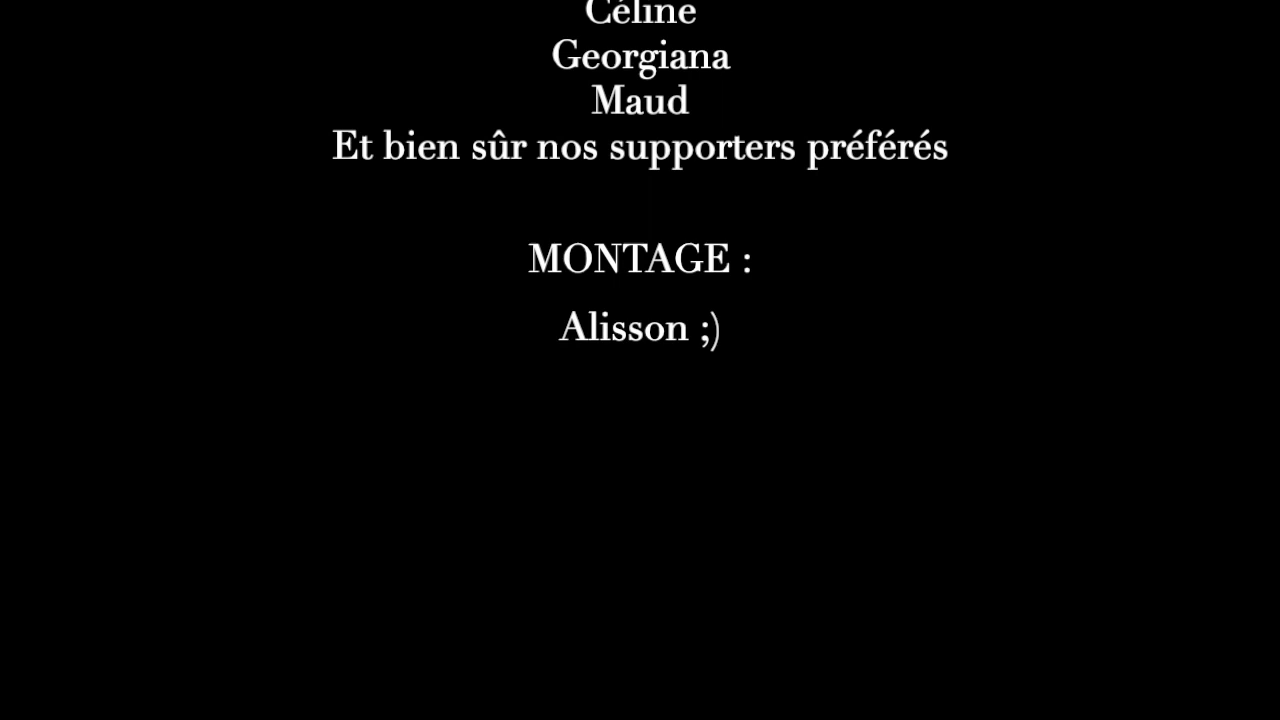 Céline
Georgiana
Maud
Et bien sûr nos supporters préférés
MONTAGE :
Alisson ;)